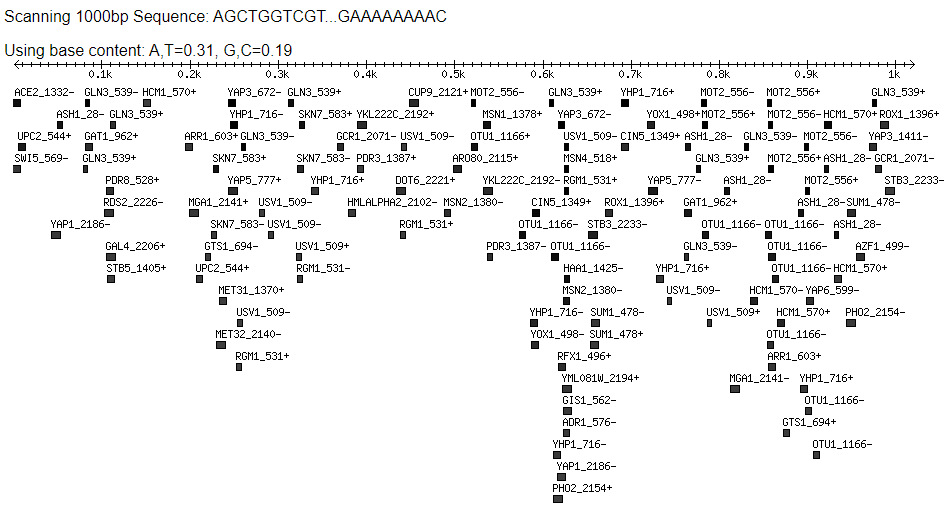 Scanning 1000bp Sequence: AGCTGGTCGT...GAAAAAAAAC
Using base content: A,T=0.31, G,C=0.19
0.1k 0.2k 0.3k 0.4k 0.5k 0.6k 0.7k 0.8k 0.9k 1k
ACE2_1332- GLN3_539- HCM1_570+ YAP3_672- GLN3_539+ CUP9_2121+ MOT2_556- GLN3_539- YHP1_716+ MOT2_556- MOT2_556+ GLN3_539+
ASH1_28- GLN3_539+ YHP1_716- SKN7_583+ YKL222C_2192+ MSN1_1378+ YAP3_672- YOX1_498+ MOT2_556+ MOT2_556- HCM1_570+ ROX1_1396+
UPC2_544+ GAT1_962+ ARR1_603+ GLN3_539- GCR1_2071- USV1_509- OTU1_1166+ USV1_509- CIN5_1349+ ASH1_28- GLN3_539- MOT2_556- YAP3_1411-
SWI5_569- GLN3_539+ SKN7_583+ SKN7_583- PDR3_1387+ ARO80_2115+ MSN4_518+ GLN3_539+ MOT2_556+ ASH1_28- GCR1_2071-
PDR8_528+ YAP5_777+ YHP1_716+ DOT6_2221+ YKL222C_2192- RGM1_531+ YAP5_777- ASH1_28- MOT2_556+ STB3_2233-
RDS2_2226- MGA1_2141+ USV1_509- HMLALPHA2_2102- MSN2_1380- CIN5_1349+ ROX1_1396+ GAT1_962+ ASH1_28- SUM1_478-
YAP1_2186- SKN7_583- USV1_509- RGM1_531+ OTU1_1166- STB3_2233- OTU1_1166- OTU1_1166- ASH1_28-
GAL4_2206+ GTS1_694- USV1_509+ PDR3_1387- OTU1_1166- GLN3_539- OTU1_1166- AZF1_499-
STB5_1405+ UPC2_544+ RGM1_531- HAA1_1425- YHP1_716+ OTU1_1166- HCM1_570+
MET31_1370+ MSN2_1380- USV1_509- HCM1_570- YAP6_599-
USV1_509- YHP1_716- SUM1_478- USV1_509+ HCM1_570+ PHO2_2154-
MET32_2140- YOX1_498- SUM1_478+ OTU1_1166-
RGM1_531+ RFX1_496+ ARR1_603+
YML081W_2194+ MGA1_2141- YHP1_716+
GIS1_562- OTU1_1166-
ADR1_576- GTS1_694+
YHP1_716- OTU1_1166-
YAP1_2186-
PHO2_2154+